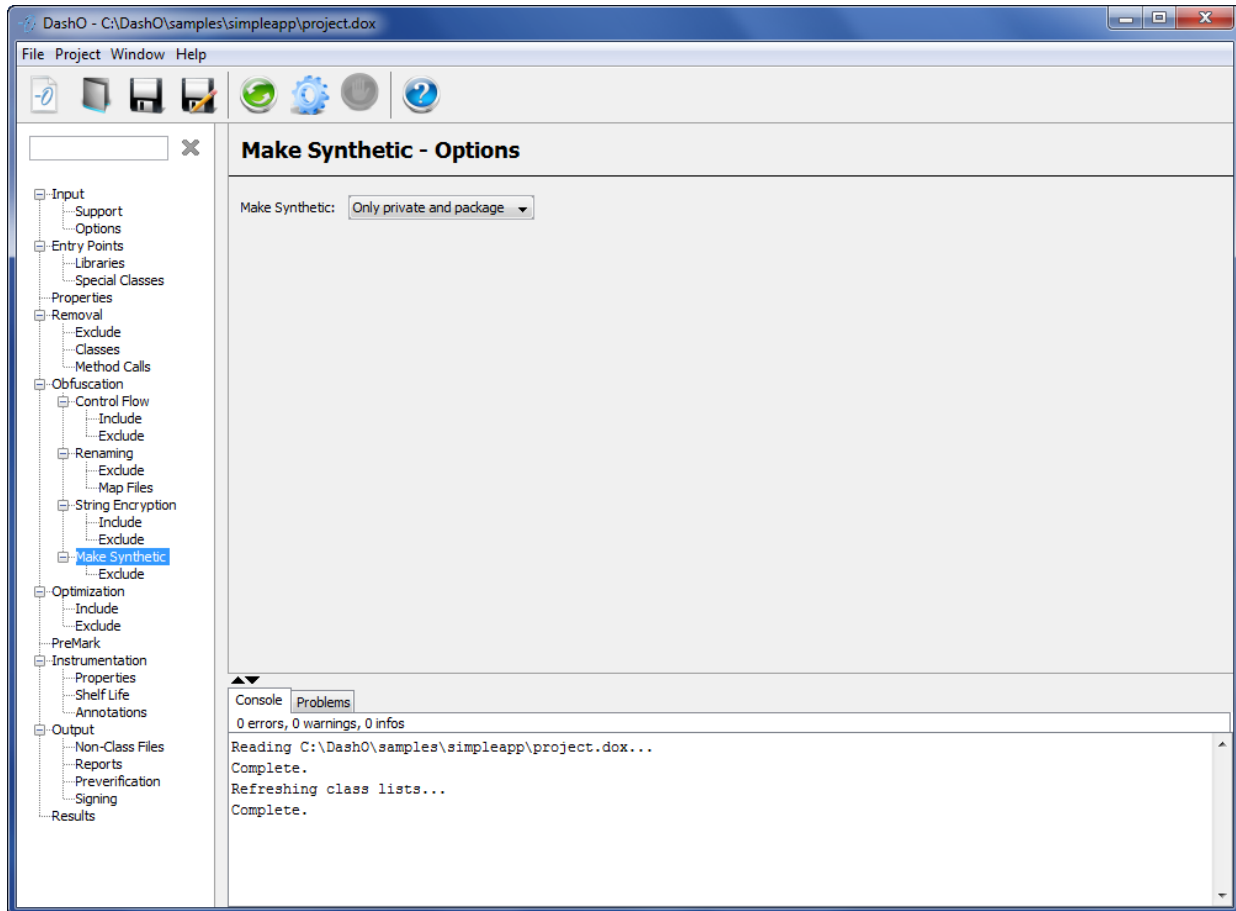 DashO - C:\DashO\samples\simpleapp\project.dox
File Project Window Help
Make Synthetic - Options
Make Synthetic: Only private and package
Input
Support
Options
Entry Points
Libraries
Special Classes
Properties
Removal
Exclude
Classes
Method Calls
Obfuscation
Control Flow
Include
Exclude
Renaming
Exclude
Map Files
String Encryption
Include
Exclude
Make Synthetic
Exclude
Optimization
Include
Exclude
PreMark
Instrumentation
Properties
Shelf Life
Annotations
Output
Non-Class Files
Reports
Preverification
Signing
Results
Console Problems
0 errors, 0 warnings, 0 infos
Reading C:\DashO\samples\simpleapp\project.dox...
Complete.
Refreshing class lists...
Complete.